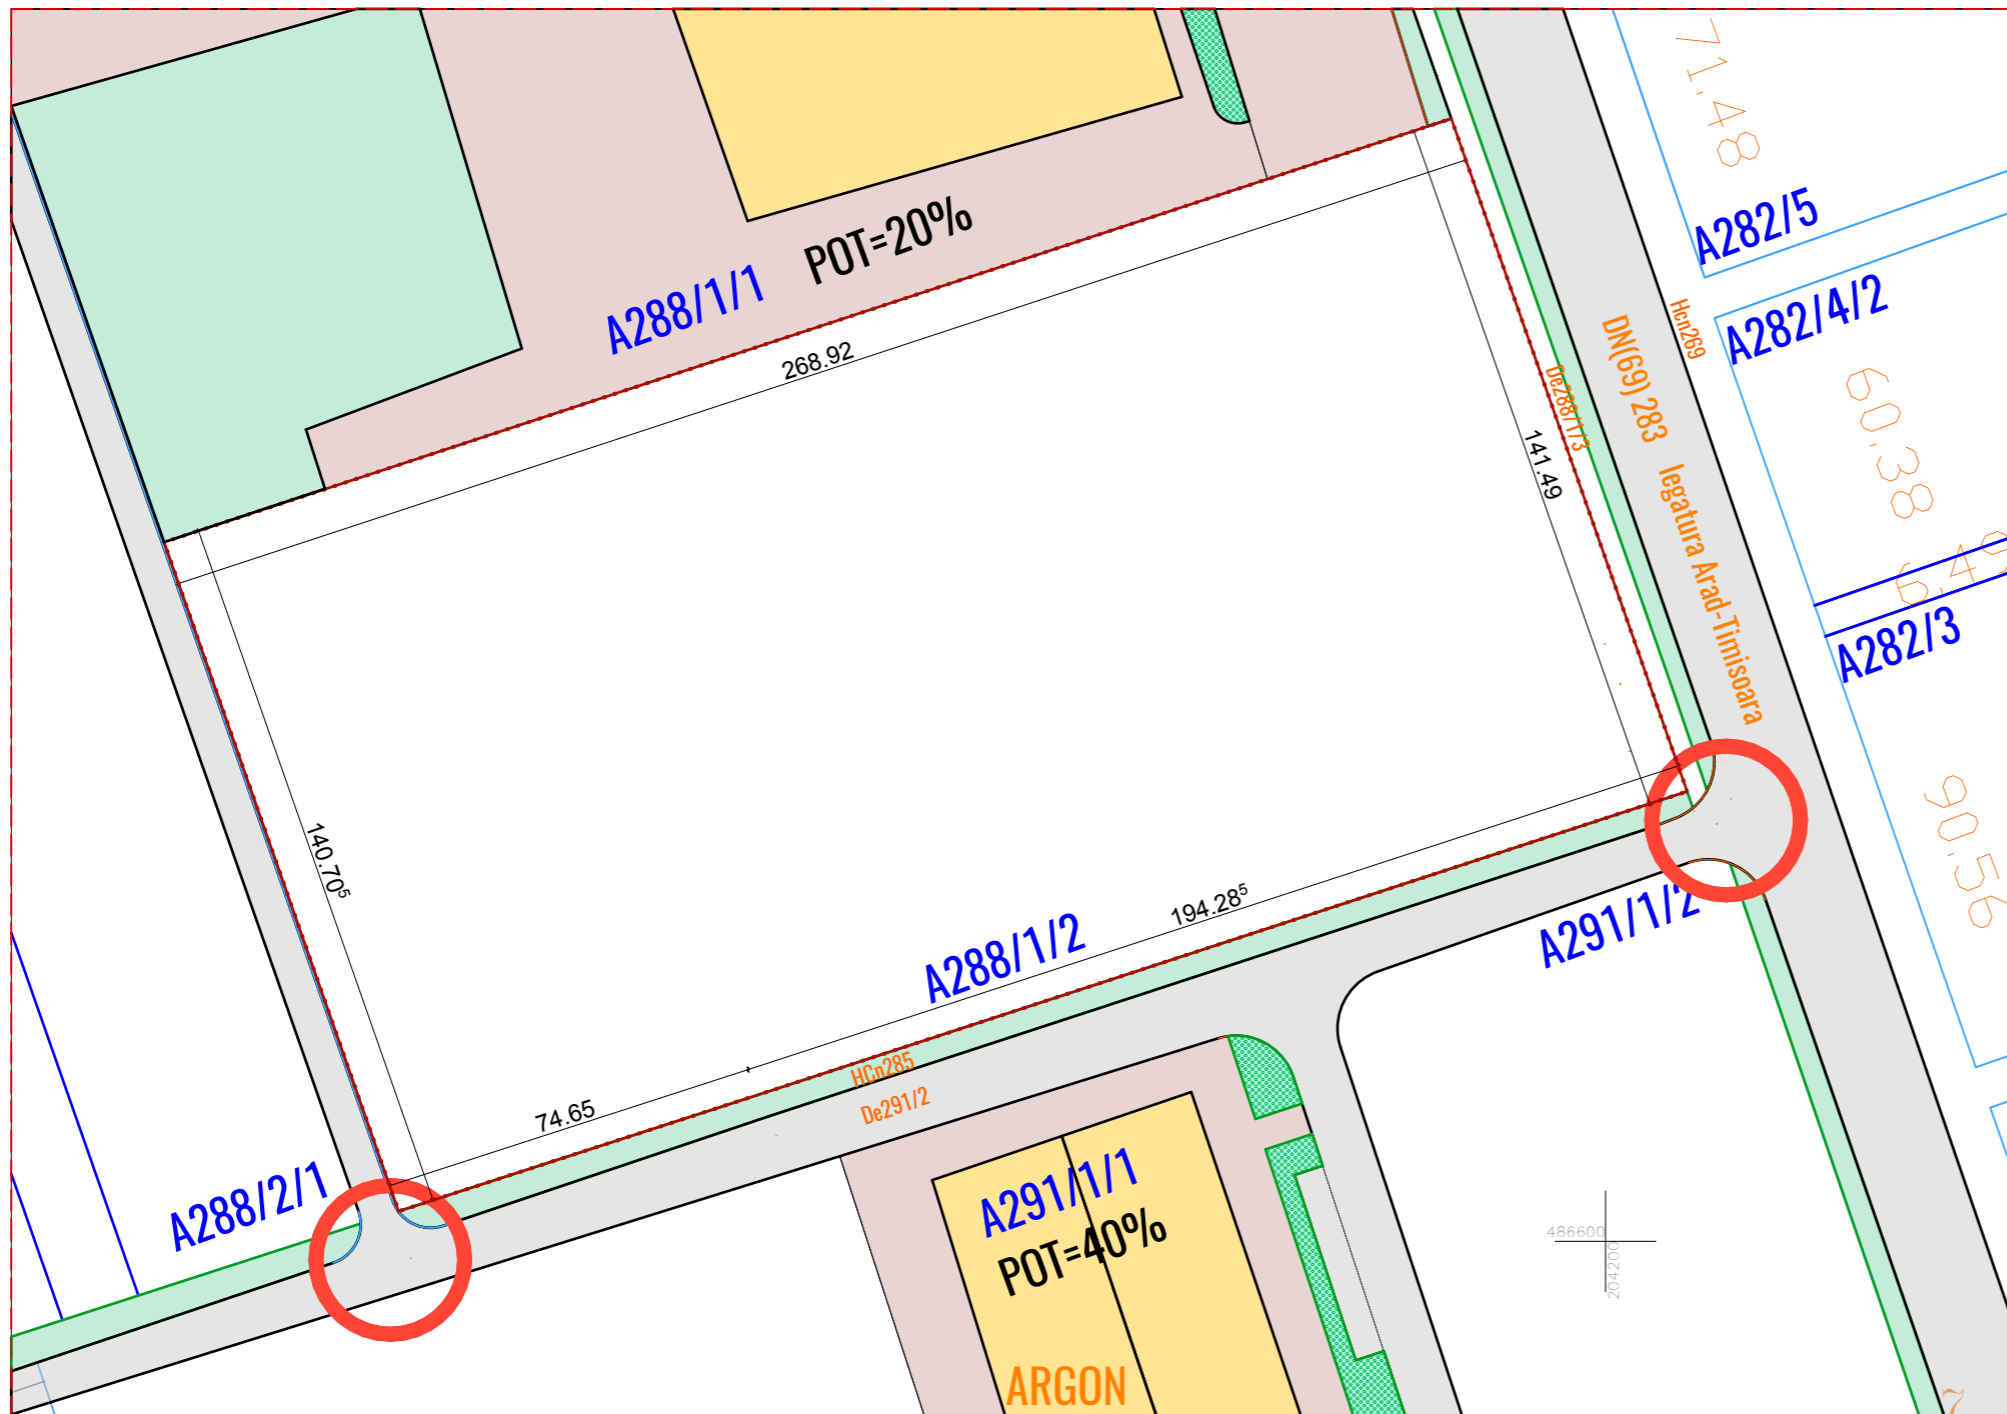 71.48
A282/5
POT=20%
A288/1/1
268.92
Hcn269
A282/4/2
DN(69) 283 legatura Arad-Timisoara
De288/1/3
141.49
60.38
A282/3
90.56
140.70⁵
194.28⁵
A288/1/2
A291/1/2
HCn285
De291/2
74.65
A288/2/1
A291/1/1
POT=40%
486600
204200
ARGON